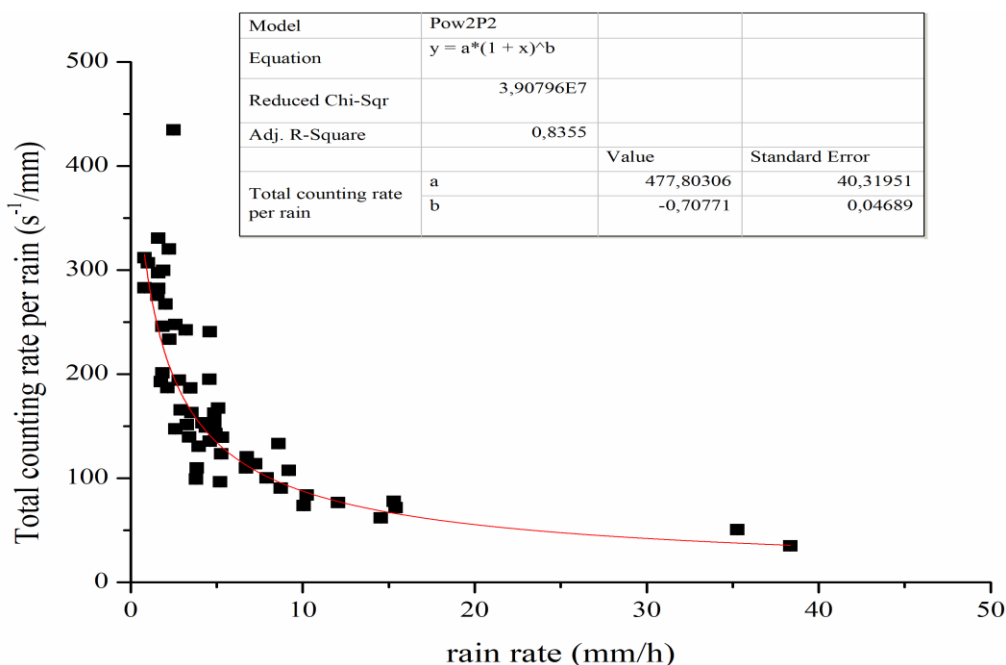 Model Pow2P2
Equation y = a*(1 + x)^b
Reduced Chi-Sqr 3,90796E7
Adj. R-Square 0,8355
Value Standard Error
Total counting rate per rain a 477,80306 40,31951
b -0,70771 0,04689
Total counting rate per rain (s⁻¹/mm)
500
400
300
200
100
0
0 10 20 30 40 50
rain rate (mm/h)